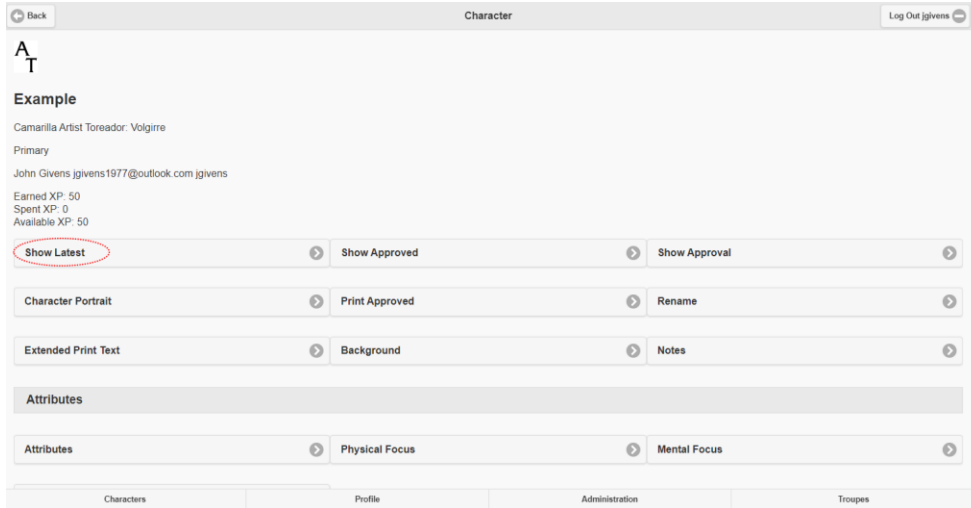 Back
Character
Log Out jgivens
A
T
Example
Camarilla Artist Toreador: Volgirre
Primary
John Givens jgivens1977@outlook.com jgivens
Earned XP: 50
Spent XP: 0
Available XP: 50
Show Latest
Show Approved
Show Approval
Character Portrait
Print Approved
Rename
Extended Print Text
Background
Notes
Attributes
Attributes
Physical Focus
Mental Focus
Characters
Profile
Administration
Troupes